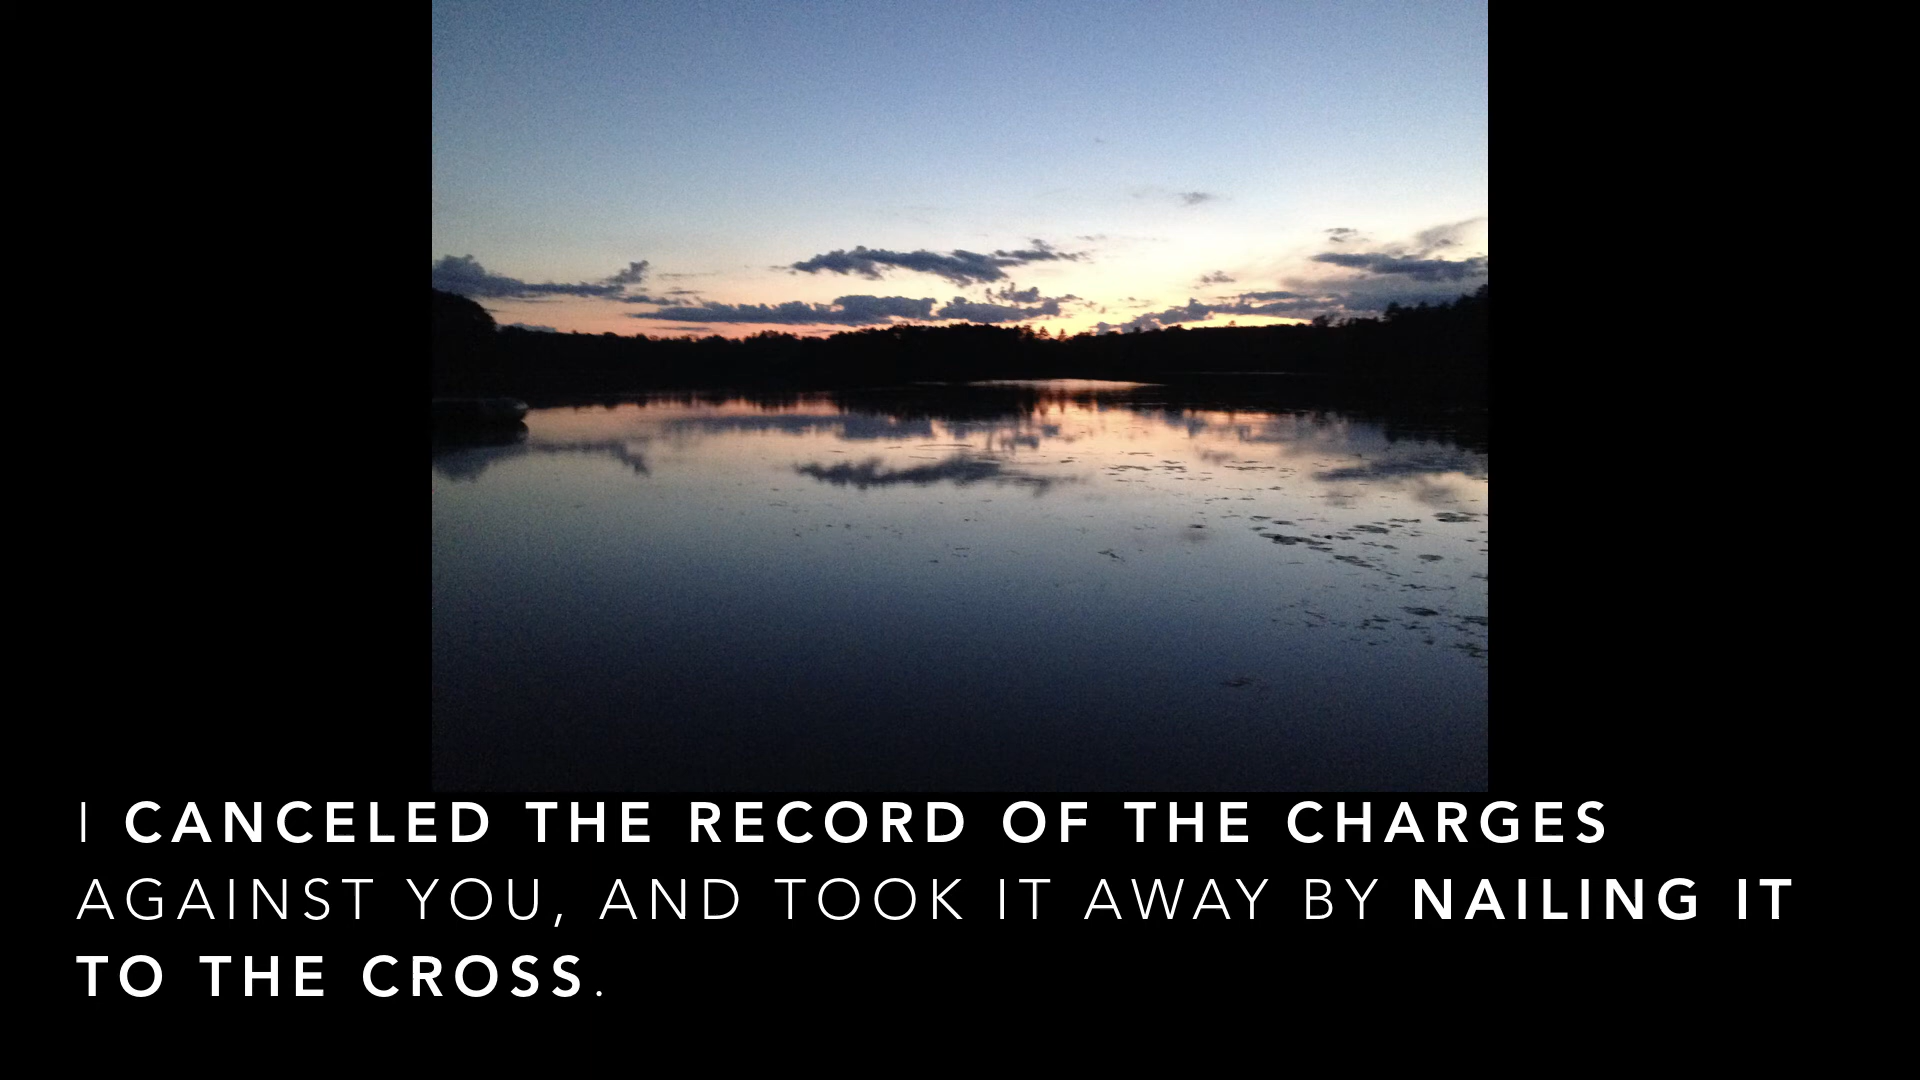 I CANCELED THE RECORD OF THE CHARGES
AGAINST YOU, AND TOOK IT AWAY BY NAILING IT
TO THE CROSS.